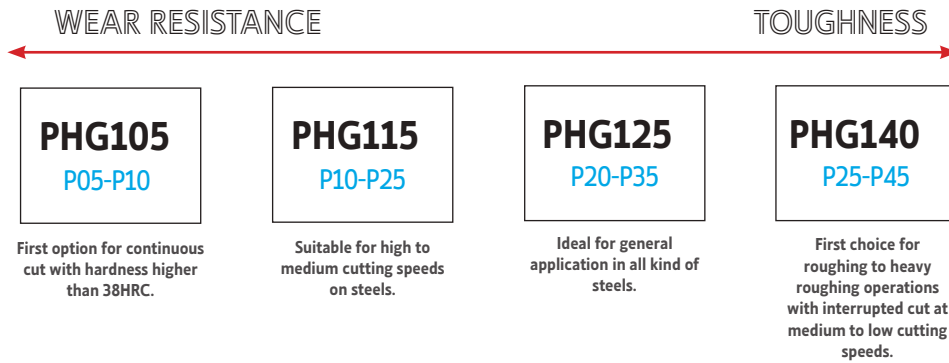 WEAR RESISTANCE
TOUGHNESS
PHG105
P05-P10
First option for continuous
cut with hardness higher
than 38HRC.
PHG115
P10-P25
Suitable for high to
medium cutting speeds
on steels.
PHG125
P20-P35
Ideal for general
application in all kind of
steels.
PHG140
P25-P45
First choice for
roughing to heavy
roughing operations
with interrupted cut at
medium to low cutting
speeds.